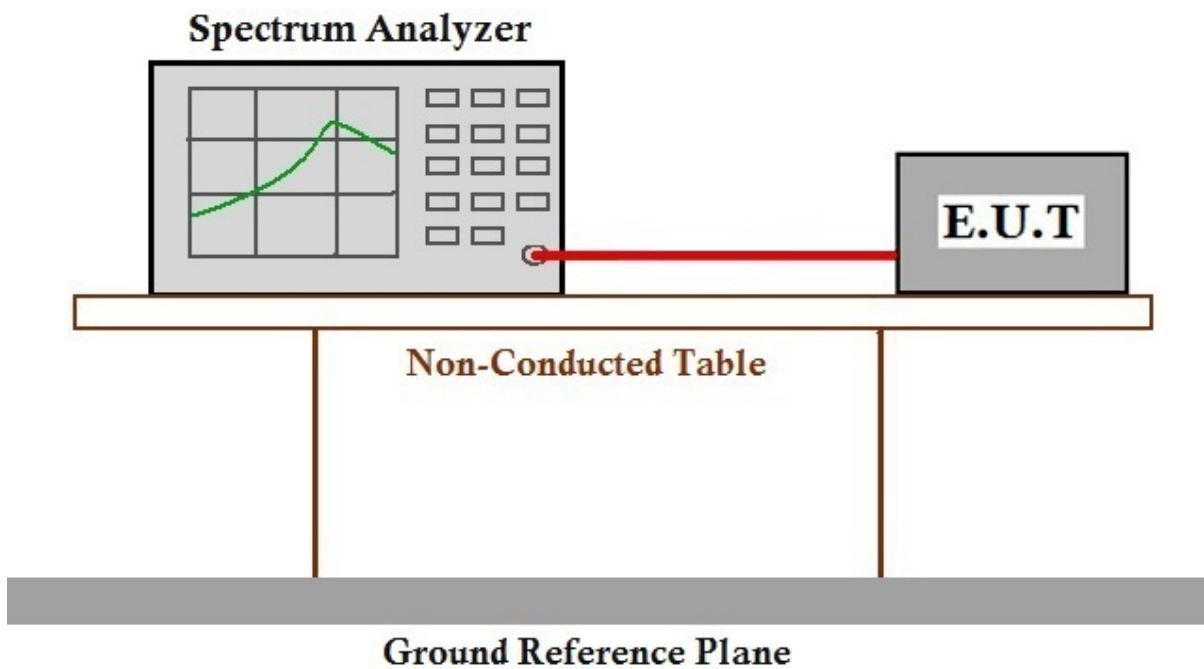 Spectrum Analyzer
E.U.T
Non-Conducted Table
Ground Reference Plane